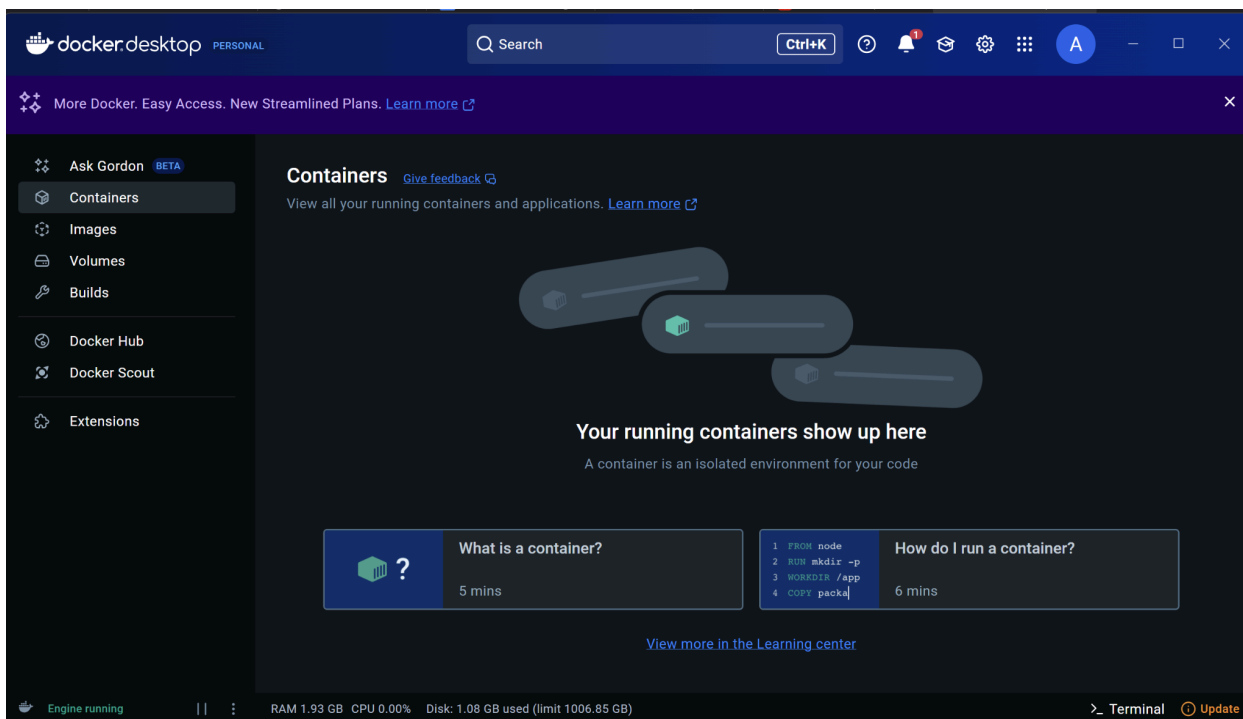 docker.desktop PERSONAL
Search
Ctrl+K
1
A
More Docker. Easy Access. New Streamlined Plans. Learn more
Ask Gordon BETA
Containers
Images
Volumes
Builds
Docker Hub
Docker Scout
Extensions
Containers Give feedback
View all your running containers and applications. Learn more
Your running containers show up here
A container is an isolated environment for your code
?
What is a container?
5 mins
1 FROM node
2 RUN mkdir -p
3 WORKDIR /app
4 COPY packa
How do I run a container?
6 mins
View more in the Learning center
Engine running
RAM 1.93 GB CPU 0.00% Disk: 1.08 GB used (limit 1006.85 GB)
>_ Terminal
Update